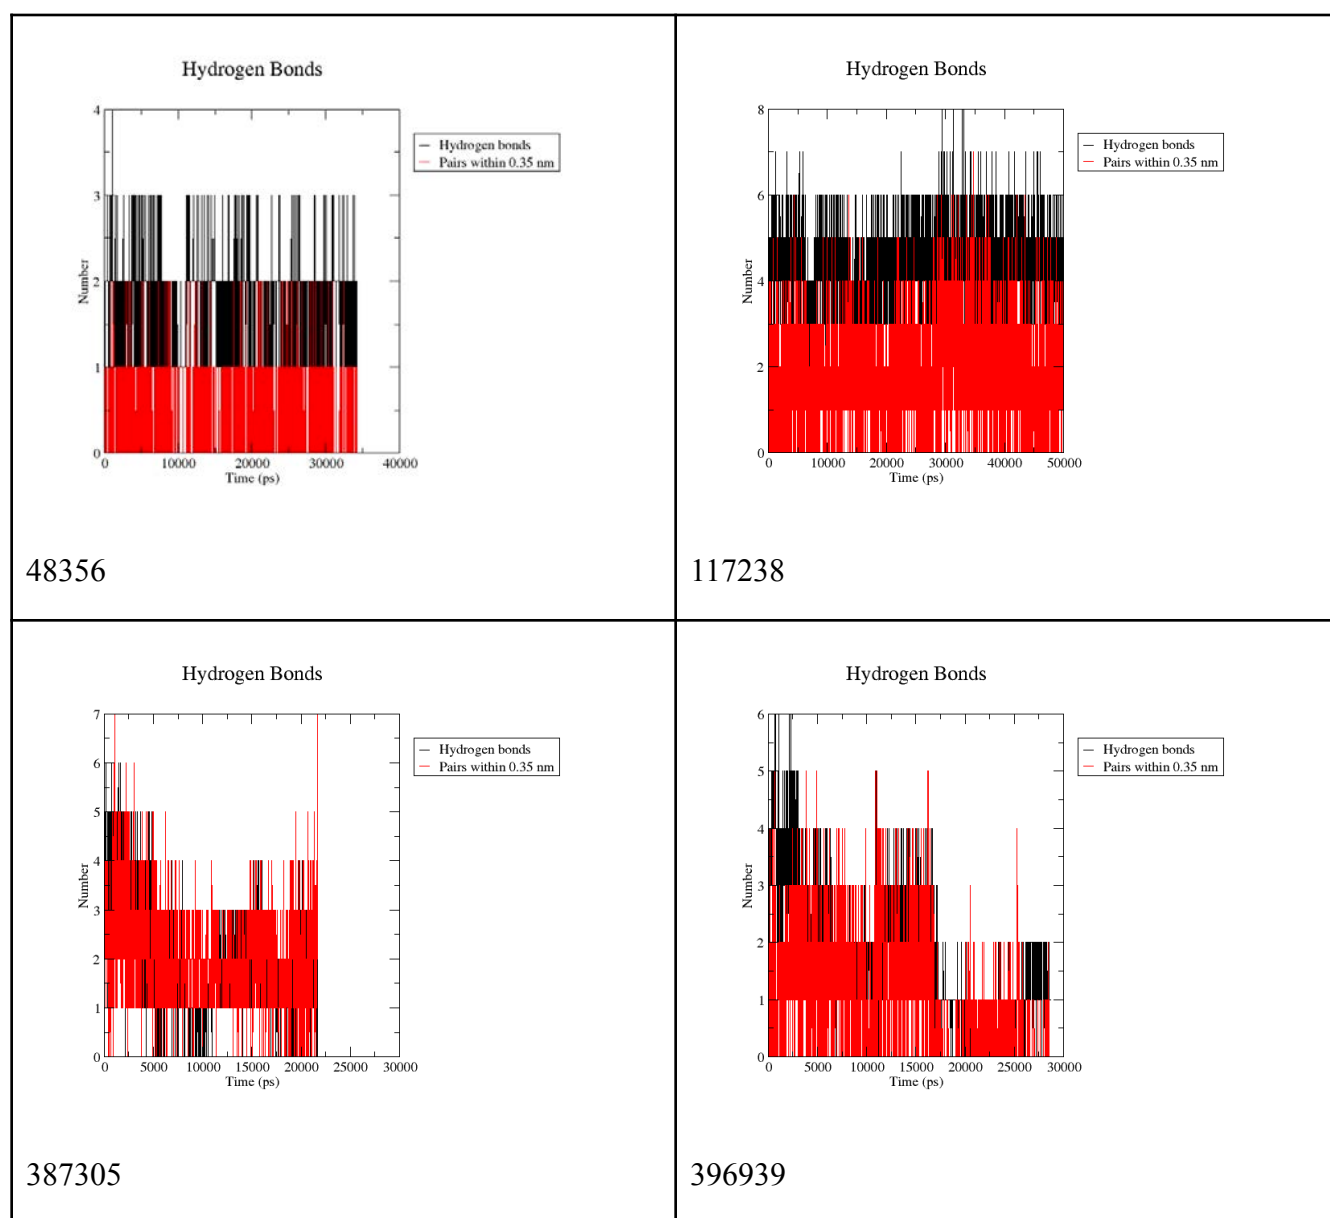 Hydrogen Bonds
4
3
2
1
0
Number
0 10000 20000 30000 40000
Time (ps)
Hydrogen bonds
Pairs within 0.35 nm
48356
Hydrogen Bonds
8
6
4
2
0
Number
0 10000 20000 30000 40000 50000
Time (ps)
Hydrogen bonds
Pairs within 0.35 nm
117238
Hydrogen Bonds
7
6
5
4
3
2
1
0
Number
0 5000 10000 15000 20000 25000 30000
Time (ps)
Hydrogen bonds
Pairs within 0.35 nm
387305
Hydrogen Bonds
6
5
4
3
2
1
0
Number
0 5000 10000 15000 20000 25000 30000
Time (ps)
Hydrogen bonds
Pairs within 0.35 nm
396939